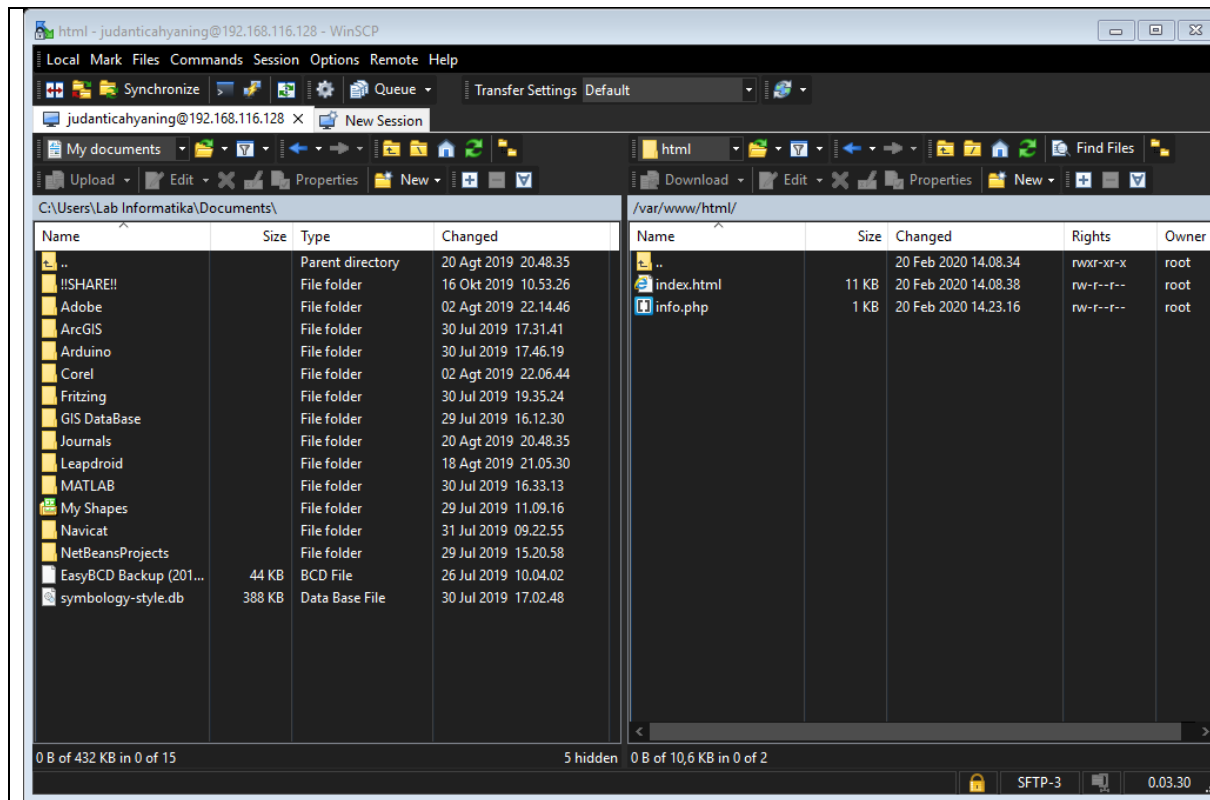 html - judanticahyaning@192.168.116.128 - WinSCP
Local Mark Files Commands Session Options Remote Help
Synchronize Queue Transfer Settings Default
judanticahyaning@192.168.116.128 × New Session
My documents html Find Files
Upload Edit Properties New Download Edit Properties New
C:\Users\Lab Informatika\Documents\ /var/www/html/
Name Size Type Changed Name Size Changed Rights Owner
.. Parent directory 20 Agt 2019 20.48.35 .. 20 Feb 2020 14.08.34 rwxr-xr-x root
!!SHARE!! File folder 16 Okt 2019 10.53.26 index.html 11 KB 20 Feb 2020 14.08.38 rw-r--r-- root
Adobe File folder 02 Agt 2019 22.14.46 info.php 1 KB 20 Feb 2020 14.23.16 rw-r--r-- root
ArcGIS File folder 30 Jul 2019 17.31.41
Arduino File folder 30 Jul 2019 17.46.19
Corel File folder 02 Agt 2019 22.06.44
Fritzing File folder 30 Jul 2019 19.35.24
GIS DataBase File folder 29 Jul 2019 16.12.30
Journals File folder 20 Agt 2019 20.48.35
Leapdroid File folder 18 Agt 2019 21.05.30
MATLAB File folder 30 Jul 2019 16.33.13
My Shapes File folder 29 Jul 2019 11.09.16
Navicat File folder 31 Jul 2019 09.22.55
NetBeansProjects File folder 29 Jul 2019 15.20.58
EasyBCD Backup (201... 44 KB BCD File 26 Jul 2019 10.04.02
symbology-style.db 388 KB Data Base File 30 Jul 2019 17.02.48
0 B of 432 KB in 0 of 15 5 hidden 0 B of 10,6 KB in 0 of 2
SFTP-3 0.03.30